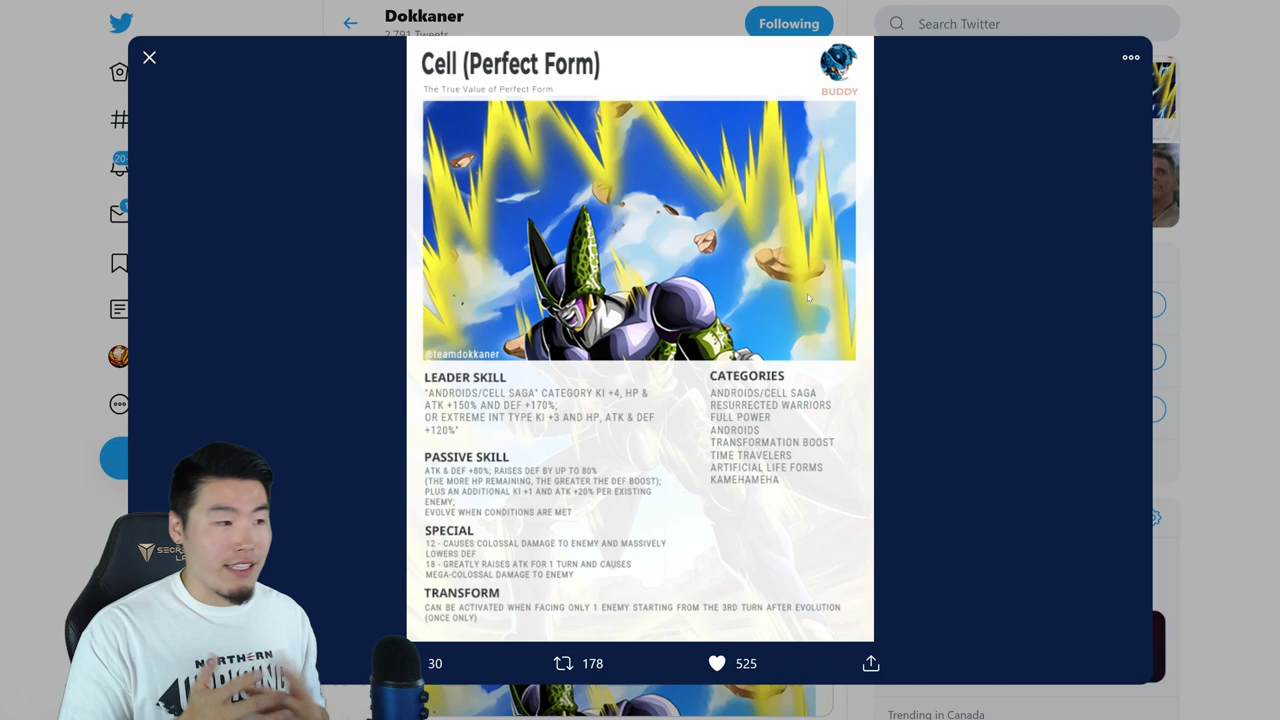 Dokkaner
2,791 Tweets
Following
Search Twitter
Cell (Perfect Form)
The True Value of Perfect Form
BUDDY
@teamdokkaner
LEADER SKILL
"ANDROIDS/CELL SAGA" CATEGORY KI +4, HP &
ATK +150% AND DEF +170%;
OR EXTREME INT TYPE KI +3 AND HP, ATK & DEF
+120%"
PASSIVE SKILL
ATK & DEF +80%; RAISES DEF BY UP TO 80%
(THE MORE HP REMAINING, THE GREATER THE DEF BOOST);
PLUS AN ADDITIONAL KI +1 AND ATK +20% PER EXISTING
ENEMY;
EVOLVE WHEN CONDITIONS ARE MET
SPECIAL
12 - CAUSES COLOSSAL DAMAGE TO ENEMY AND MASSIVELY
LOWERS DEF
18 - GREATLY RAISES ATK FOR 1 TURN AND CAUSES
MEGA-COLOSSAL DAMAGE TO ENEMY
TRANSFORM
CAN BE ACTIVATED WHEN FACING ONLY 1 ENEMY STARTING FROM THE 3RD TURN AFTER EVOLUTION
(ONCE ONLY)
CATEGORIES
ANDROIDS/CELL SAGA
RESURRECTED WARRIORS
FULL POWER
ANDROIDS
TRANSFORMATION BOOST
TIME TRAVELERS
ARTIFICIAL LIFE FORMS
KAMEHAMEHA
20
1
30
178
525
NORTHERN
Trending in Canada